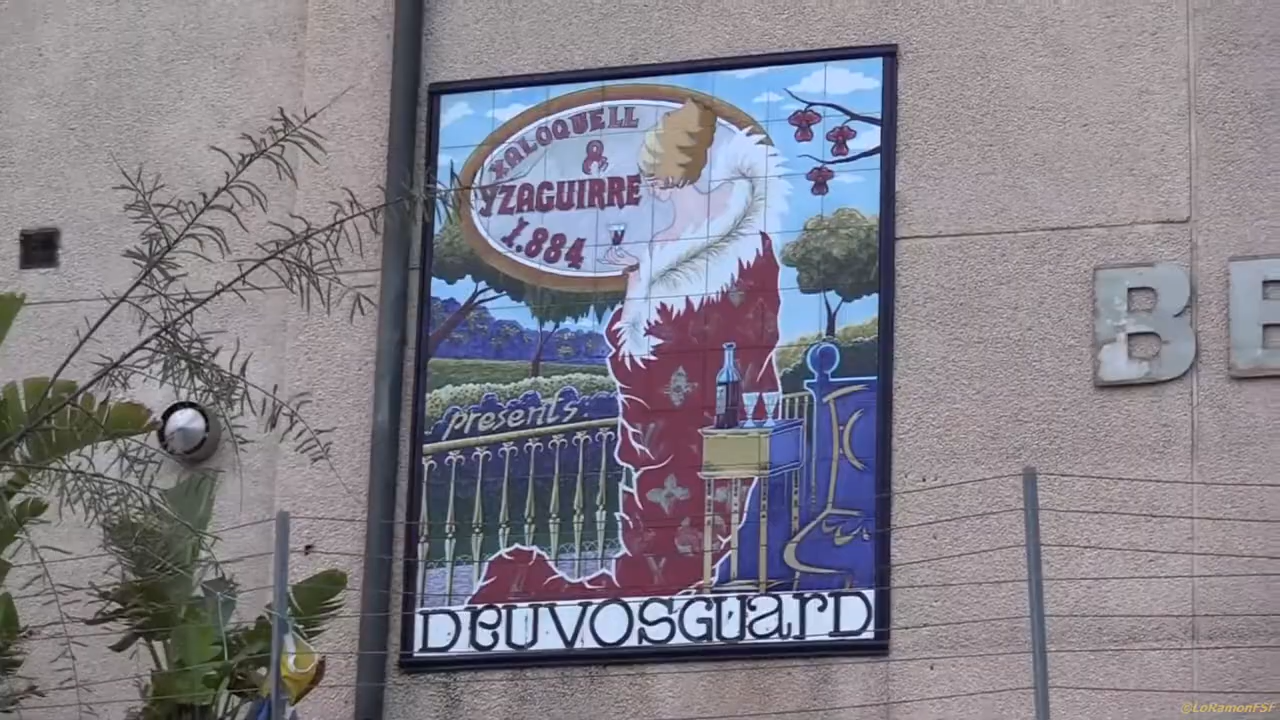 XALOQUELL
&
YZAGUIRRE
1.884
presents
DEUVOSGUARD
BE
©LoRamonFSF